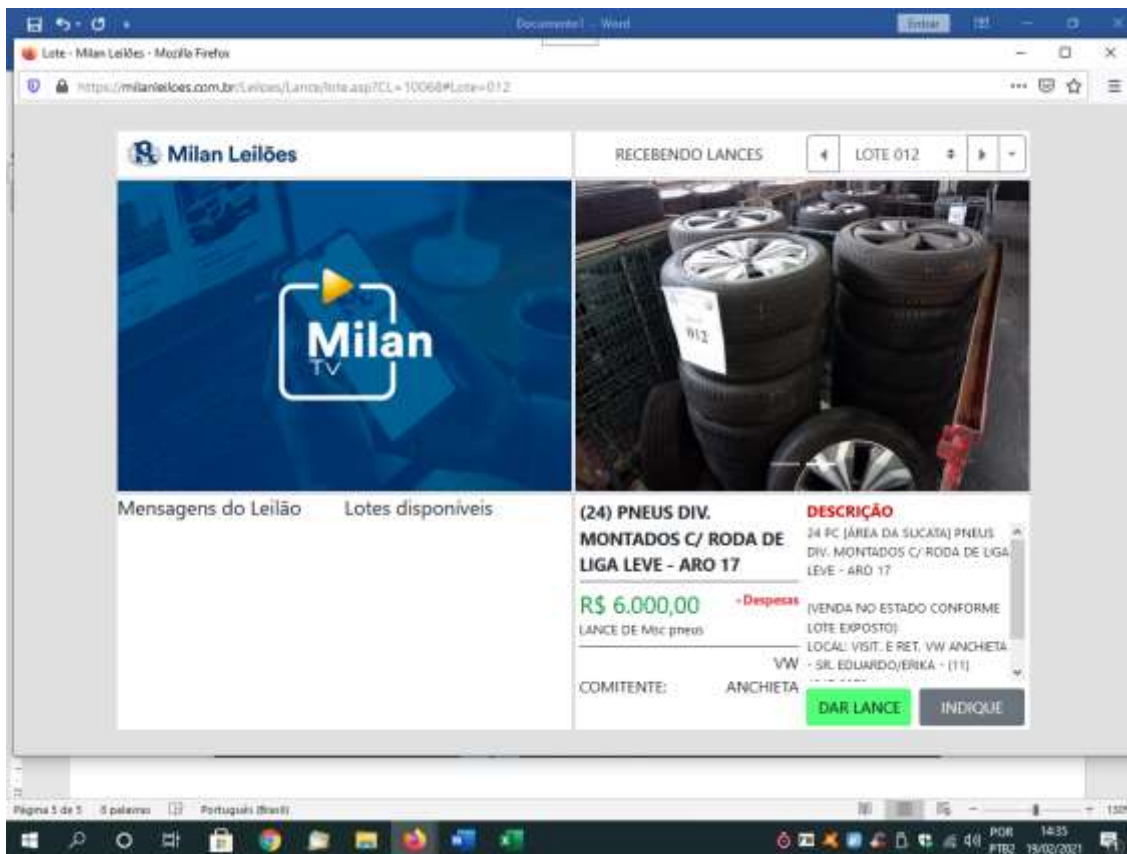 Documento1 - Word
Entrar
Lote - Milan Leilões - Mozilla Firefox
https://milanleiloes.com.br/Leiloes/Lance/lote.asp?CL=10068#Lote=012
Milan Leilões
RECEBENDO LANCES
LOTE 012
Milan
TV
012
Mensagens do Leilão
Lotes disponíveis
(24) PNEUS DIV.
MONTADOS C/ RODA DE
LIGA LEVE - ARO 17
R$ 6.000,00
- Despesas
LANCE DE Msc pneus
VW
COMITENTE: ANCHIETA
DESCRIÇÃO
24 PC [ÁREA DA SUCATA] PNEUS
DIV. MONTADOS C/ RODA DE LIGA
LEVE - ARO 17
(VENDA NO ESTADO CONFORME
LOTE EXPOSTO)
LOCAL: VISIT. E RET. VW ANCHIETA
- SR. EDUARDO/ERIKA - (11)
DAR LANCE
INDIQUE
Página 5 de 5
8 palavras
Português (Brasil)
POR
PTB2
14:35
19/02/2021